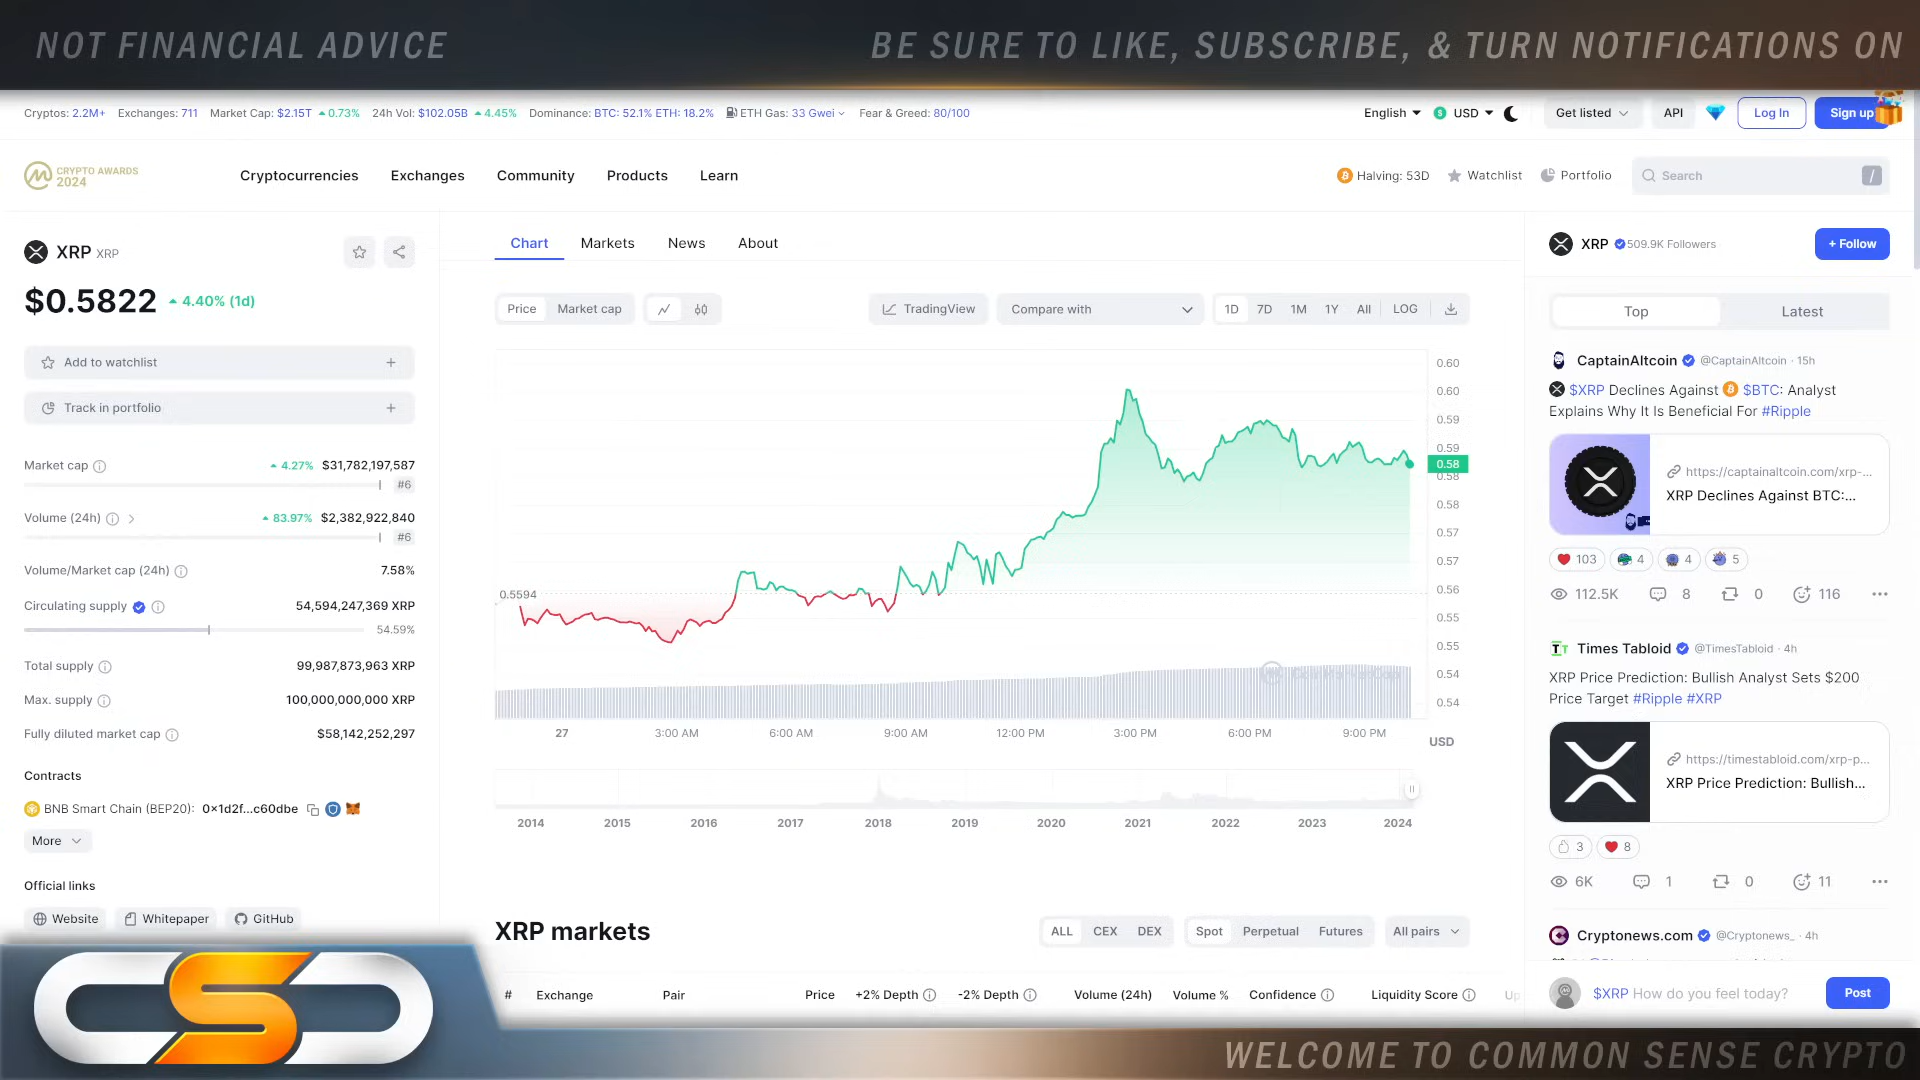 NOT FINANCIAL ADVICE
BE SURE TO LIKE, SUBSCRIBE, & TURN NOTIFICATIONS ON
Cryptos: 2.2M+ Exchanges: 711 Market Cap: $2.15T 0.73% 24h Vol: $102.05B 4.45% Dominance: BTC: 52.1% ETH: 18.2% ETH Gas: 33 Gwei Fear & Greed: 80/100
English USD Get listed API Log In Sign up
CRYPTO AWARDS
2024
Cryptocurrencies Exchanges Community Products Learn
Halving: 53D Watchlist Portfolio Search /
XRP XRP
$0.5822 4.40% (1d)
Add to watchlist +
Track in portfolio +
Market cap 4.27% $31,782,197,587
#6
Volume (24h) 83.97% $2,382,922,840
#6
Volume/Market cap (24h) 7.58%
Circulating supply 54,594,247,369 XRP
54.59%
Total supply 99,987,873,963 XRP
Max. supply 100,000,000,000 XRP
Fully diluted market cap $58,142,252,297
Contracts
BNB Smart Chain (BEP20): 0x1d2f...c60dbe
More
Official links
Website Whitepaper GitHub
Chart Markets News About
Price Market cap TradingView Compare with 1D 7D 1M 1Y All LOG
0.60
0.60
0.59
0.59
0.58
0.58
0.58
0.57
0.57
0.56
0.55
0.55
0.54
0.54
0.5594
27 3:00 AM 6:00 AM 9:00 AM 12:00 PM 3:00 PM 6:00 PM 9:00 PM
USD
2014 2015 2016 2017 2018 2019 2020 2021 2022 2023 2024
XRP markets
ALL CEX DEX Spot Perpetual Futures All pairs
# Exchange Pair Price +2% Depth -2% Depth Volume (24h) Volume % Confidence Liquidity Score Up
XRP 509.9K Followers + Follow
Top Latest
CaptainAltcoin @CaptainAltcoin · 15h
$XRP Declines Against $BTC: Analyst
Explains Why It Is Beneficial For #Ripple
https://captainaltcoin.com/xrp-...
XRP Declines Against BTC:...
103 4 4 5
112.5K 8 0 116
Times Tabloid @TimesTabloid · 4h
XRP Price Prediction: Bullish Analyst Sets $200
Price Target #Ripple #XRP
https://timestabloid.com/xrp-p...
XRP Price Prediction: Bullish...
3 8
6K 1 0 11
Cryptonews.com @Cryptonews_ · 4h
$XRP How do you feel today? Post
CSC
WELCOME TO COMMON SENSE CRYPTO